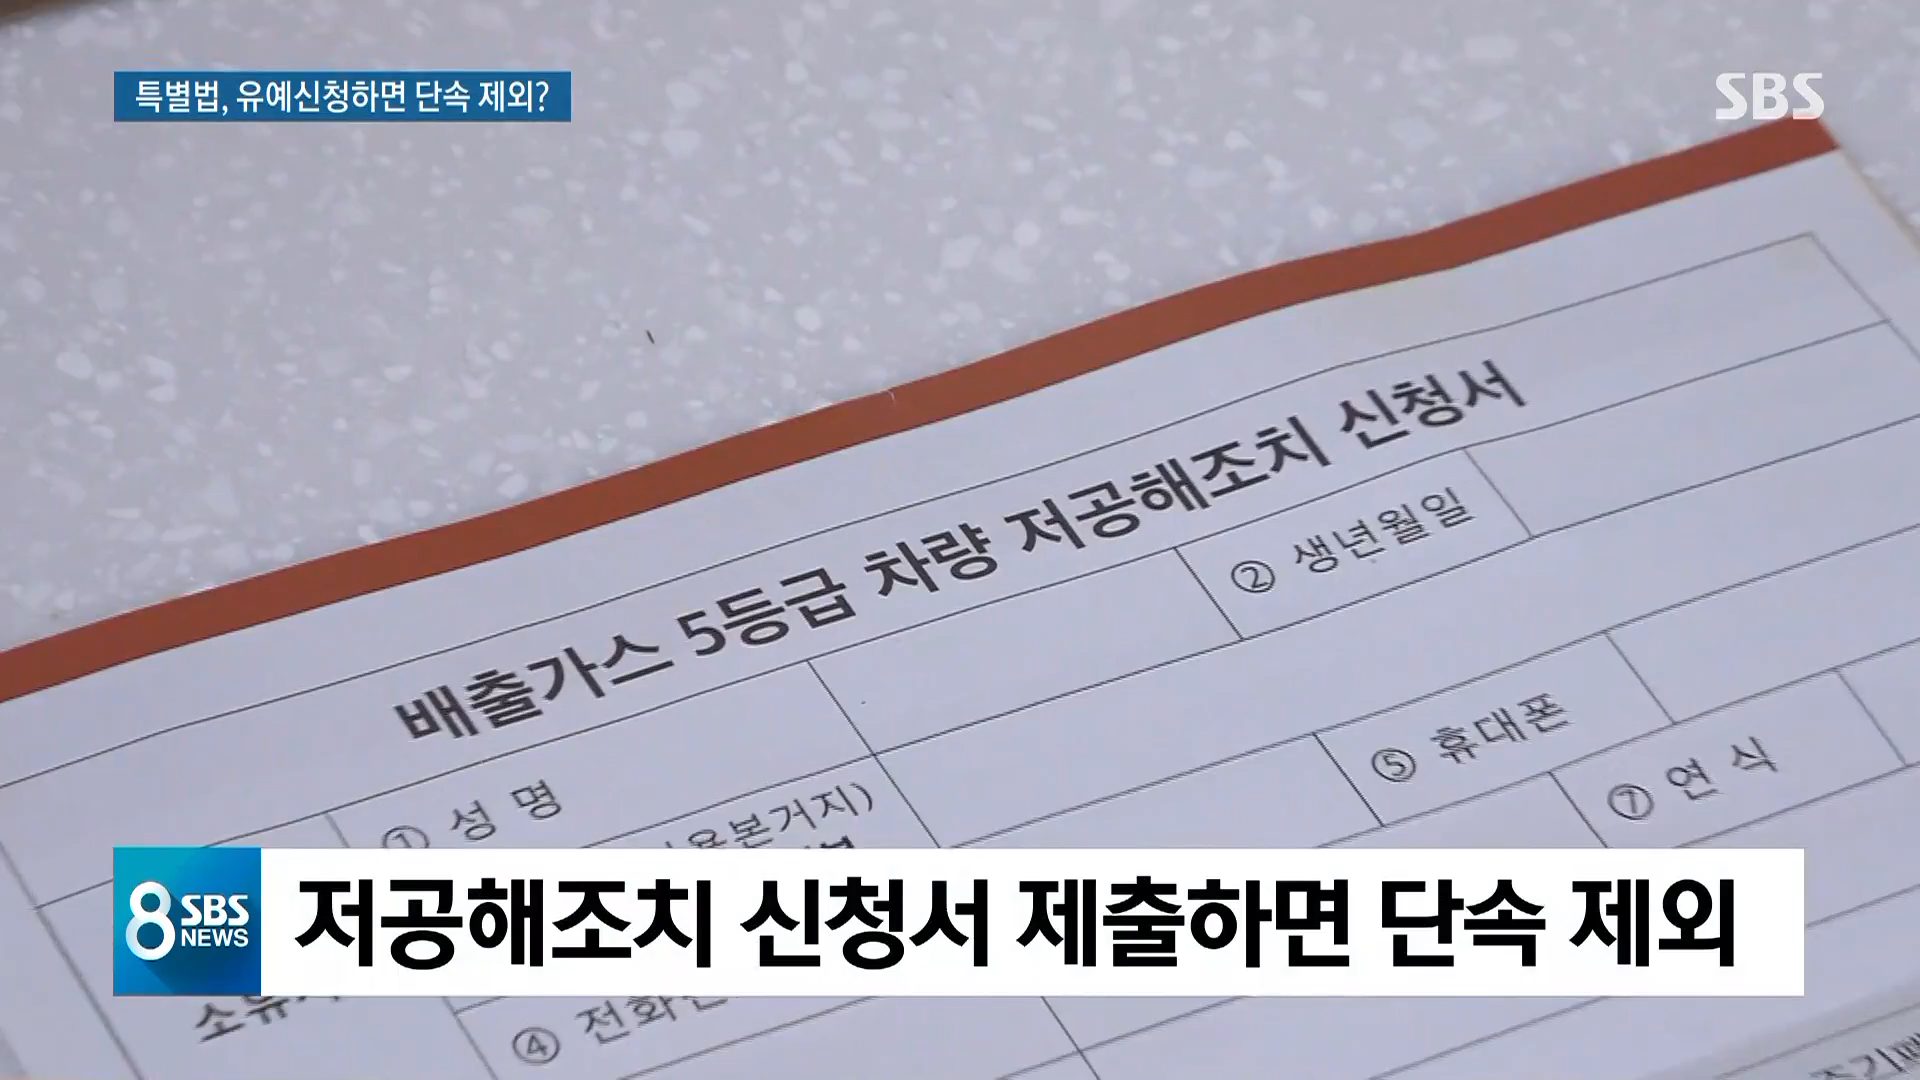 특별법, 유예신청하면 단속 제외?
SBS
배출가스 5등급 차량 저공해조치 신청서
① 성 명
② 생년월일
⑤ 휴대폰
⑦ 연 식
8 SBS NEWS
저공해조치 신청서 제출하면 단속 제외
④